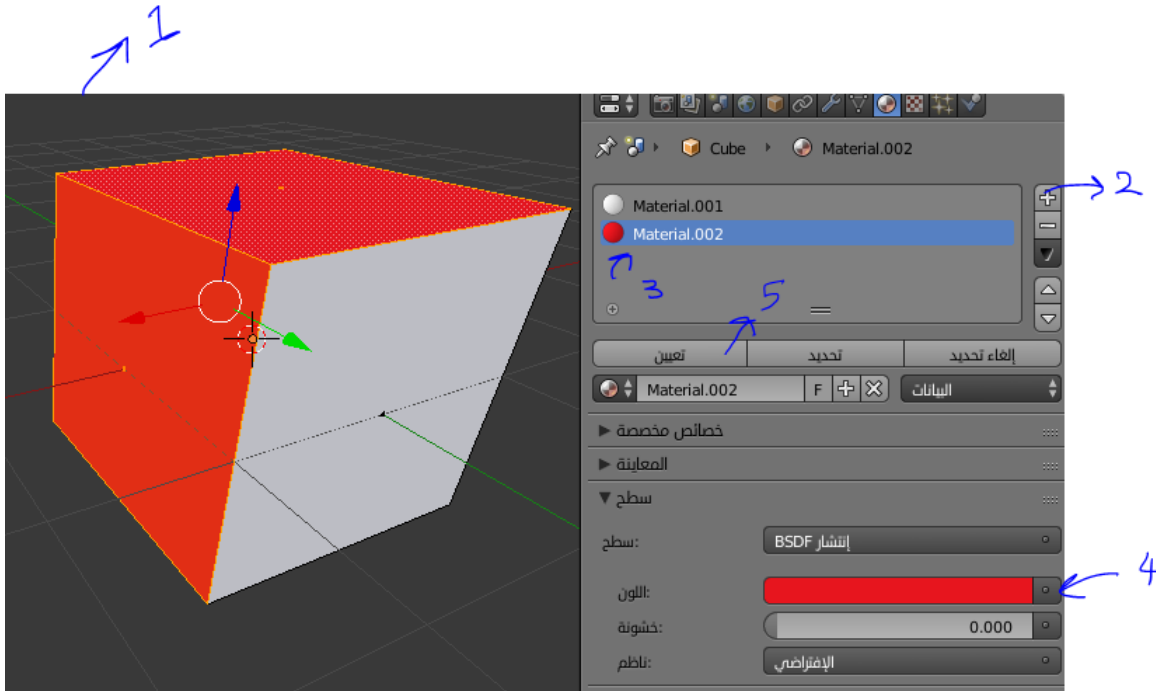 1
Cube Material.002
2
Material.001
Material.002
3
5
تعيين تحديد إلغاء تحديد
Material.002 F البيانات
خصائص مخصصة
المعاينة
سطح
سطح: إنتشار BSDF
4
اللون:
خشونة: 0.000
ناظم: الإفتراضي